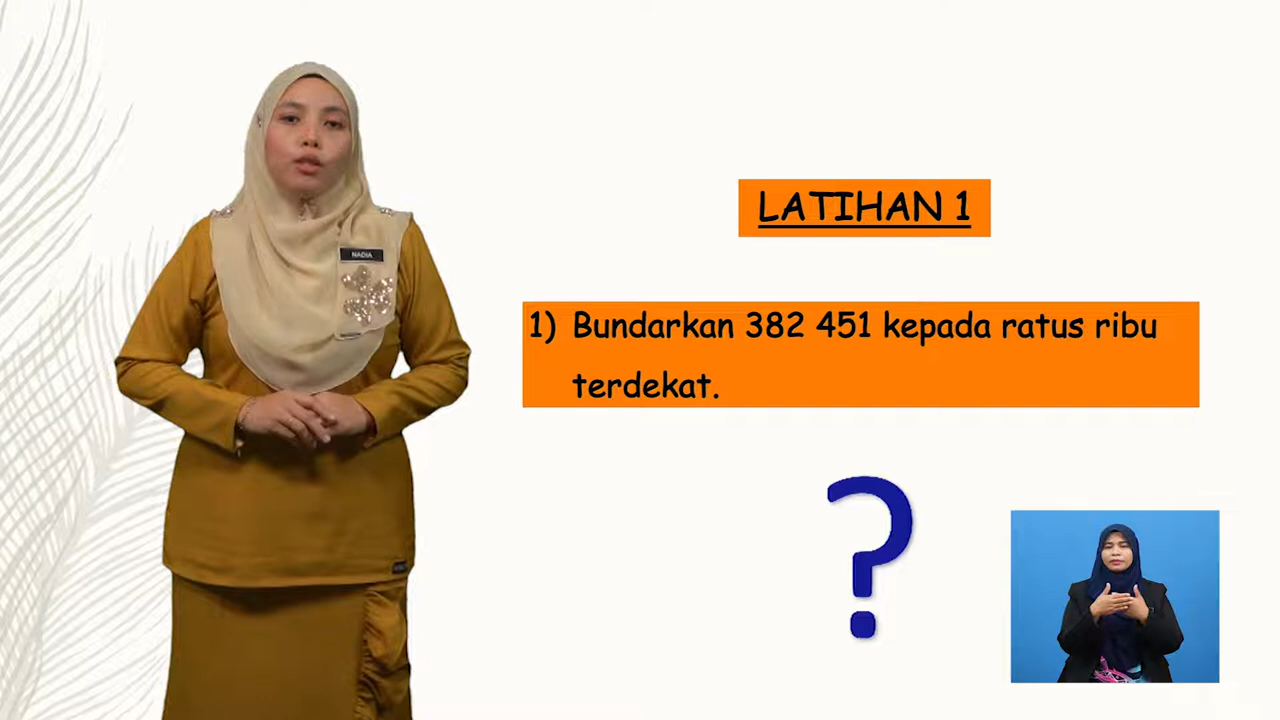 NADIA
LATIHAN 1
1) Bundarkan 382 451 kepada ratus ribu
terdekat.
?